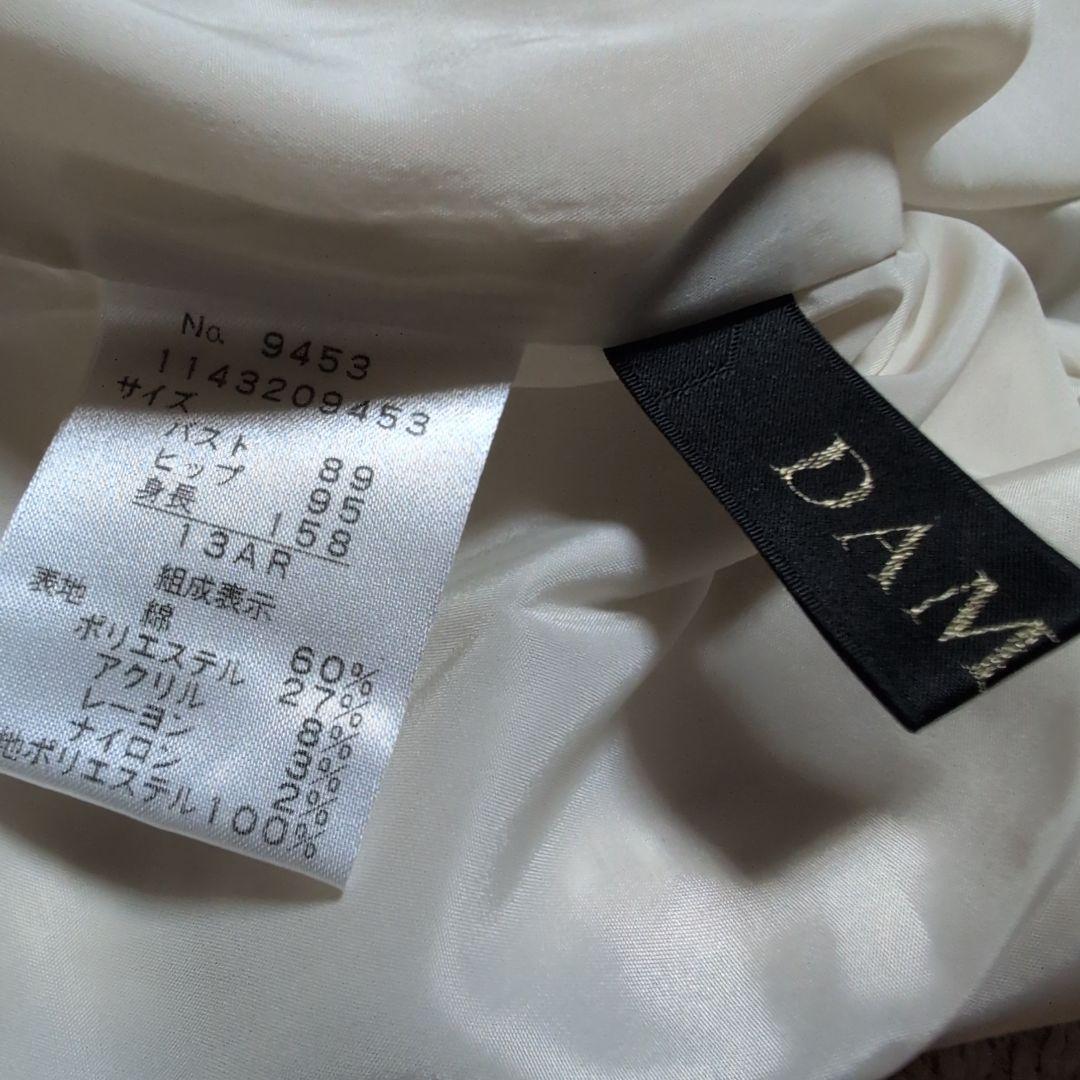 No. 9453
1143209453
サイズ
バスト 89
ヒップ 95
身長 158
13AR
組成表示
表地 綿 60%
ポリエステル 27%
アクリル 8%
レーヨン 3%
ナイロン 2%
地ポリエステル100%
DAM